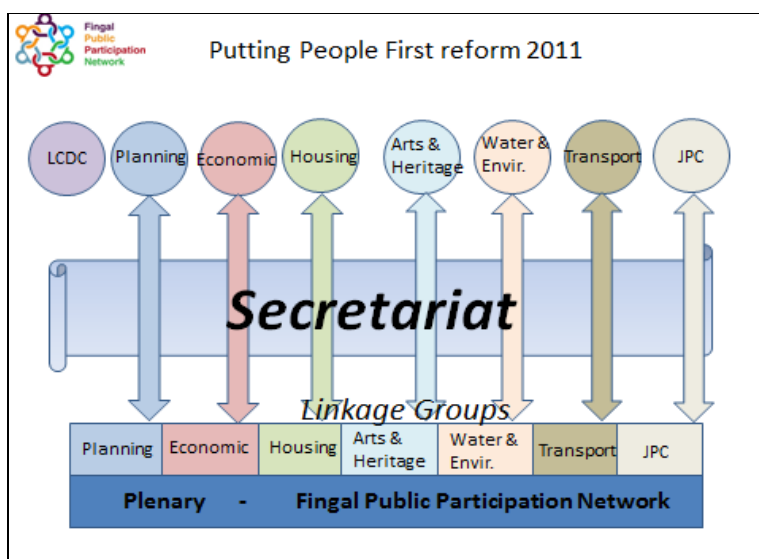 Fingal
Public
Participation
Network
Putting People First reform 2011
LCDC
Planning
Economic
Housing
Arts &
Heritage
Water &
Envir.
Transport
JPC
Secretariat
Linkage Groups
Planning
Economic
Housing
Arts &
Heritage
Water &
Envir.
Transport
JPC
Plenary - Fingal Public Participation Network